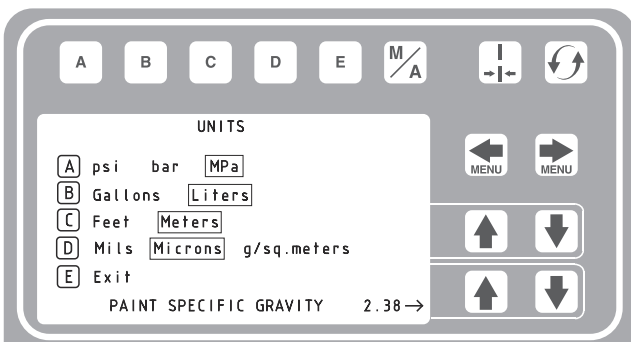 A B C D E M/A
UNITS
A psi bar MPa
B Gallons Liters
C Feet Meters
D Mils Microns g/sq.meters
E Exit
PAINT SPECIFIC GRAVITY 2.38→
MENU MENU